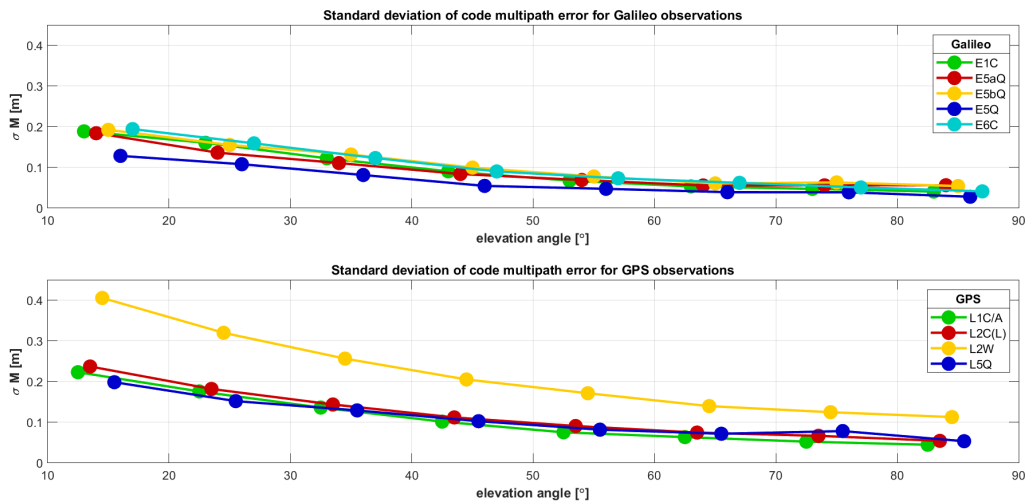 Standard deviation of code multipath error for Galileo observations
σ M [m]
0.4
0.3
0.2
0.1
0
10 20 30 40 50 60 70 80 90
elevation angle [°]
Galileo
E1C
E5aQ
E5bQ
E5Q
E6C
Standard deviation of code multipath error for GPS observations
σ M [m]
0.4
0.3
0.2
0.1
0
10 20 30 40 50 60 70 80 90
elevation angle [°]
GPS
L1C/A
L2C(L)
L2W
L5Q